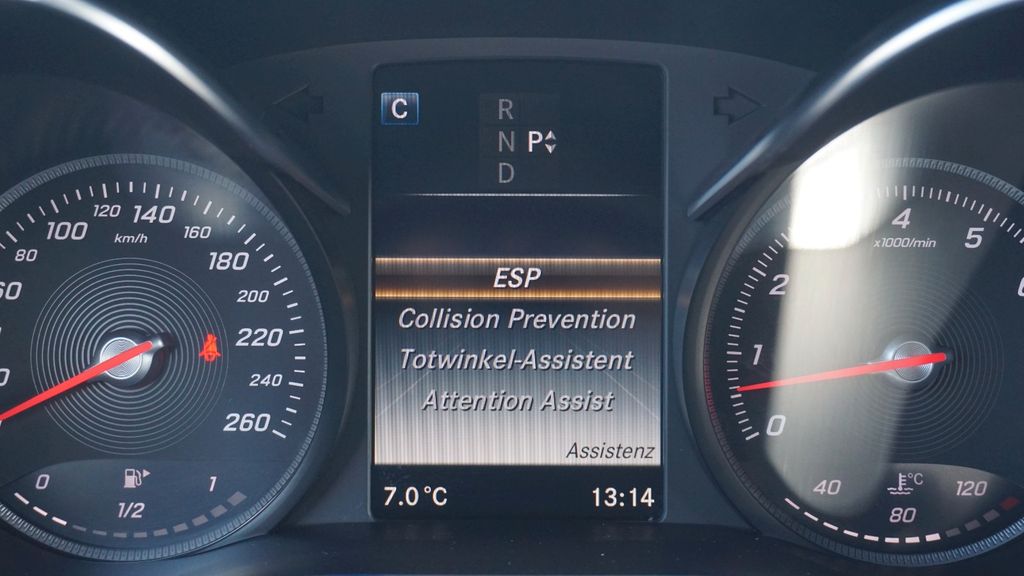 C
R
N P
D
120
100 140
km/h 160
80
180
200
220
240
260
0 1
1/2
ESP
Collision Prevention
Totwinkel-Assistent
Attention Assist
Assistenz
7.0°C 13:14
4
x1000/min 5
2
1
0
°C
40 120
80